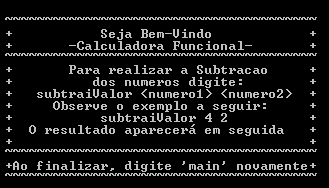 ~~~~~~~~~~~~~~~~~~~~~~~~~~~~~~~~~~~~~~~
+ Seja Bem-Vindo +
+ -Calculadora Funcional- +
~~~~~~~~~~~~~~~~~~~~~~~~~~~~~~~~~~~~~~~
+ Para realizar a Subtracao +
+ dos numeros digite: +
+ subtraiValor <numero1> <numero2> +
+ Observe o exemplo a seguir: +
+ subtraiValor 4 2 +
+ O resultado aparecerá em seguida +
+ +
~~~~~~~~~~~~~~~~~~~~~~~~~~~~~~~~~~~~~~~
+Ao finalizar, digite 'main' novamente+
~~~~~~~~~~~~~~~~~~~~~~~~~~~~~~~~~~~~~~~